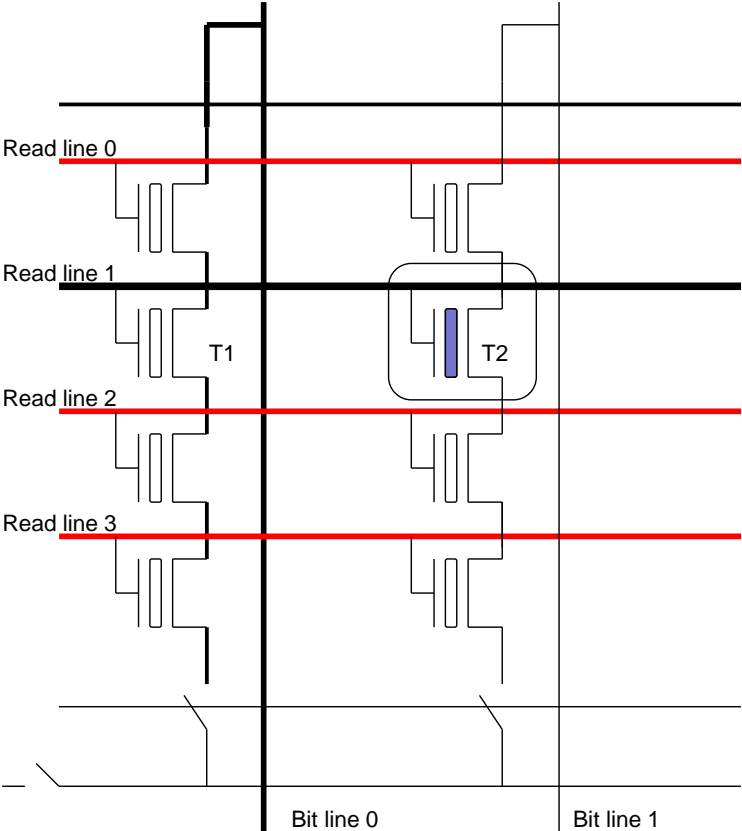 Read line 0
Read line 1
T1
T2
Read line 2
Read line 3
Bit line 0
Bit line 1